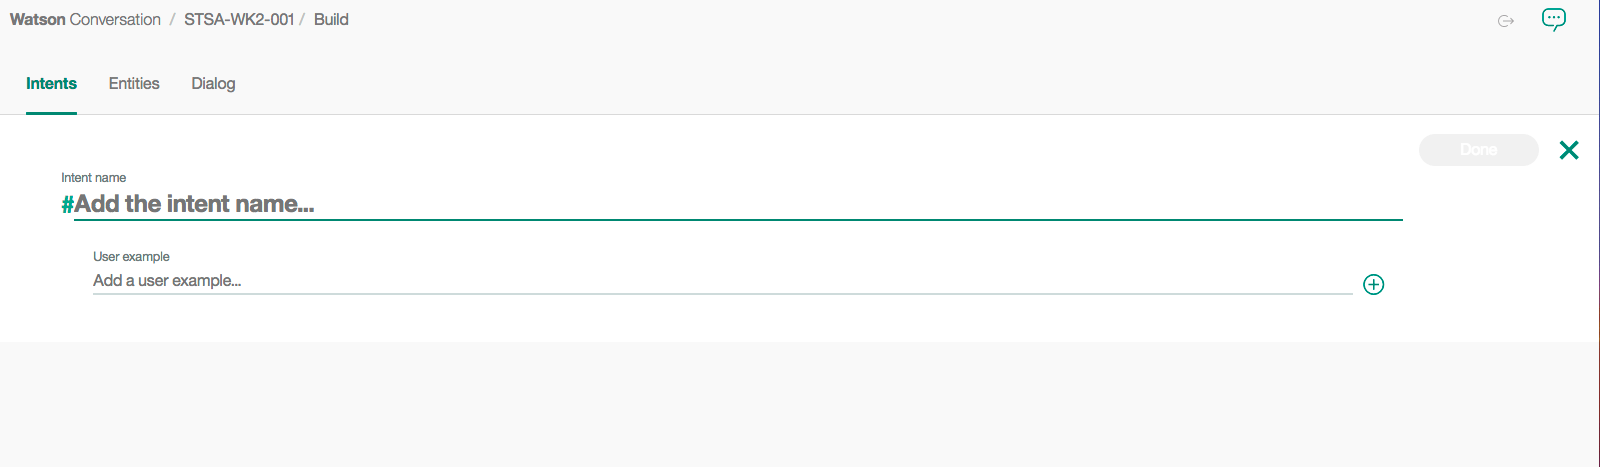 Watson Conversation / STSA-WK2-001 / Build
Intents Entities Dialog
Done
Intent name
#Add the intent name...
User example
Add a user example...